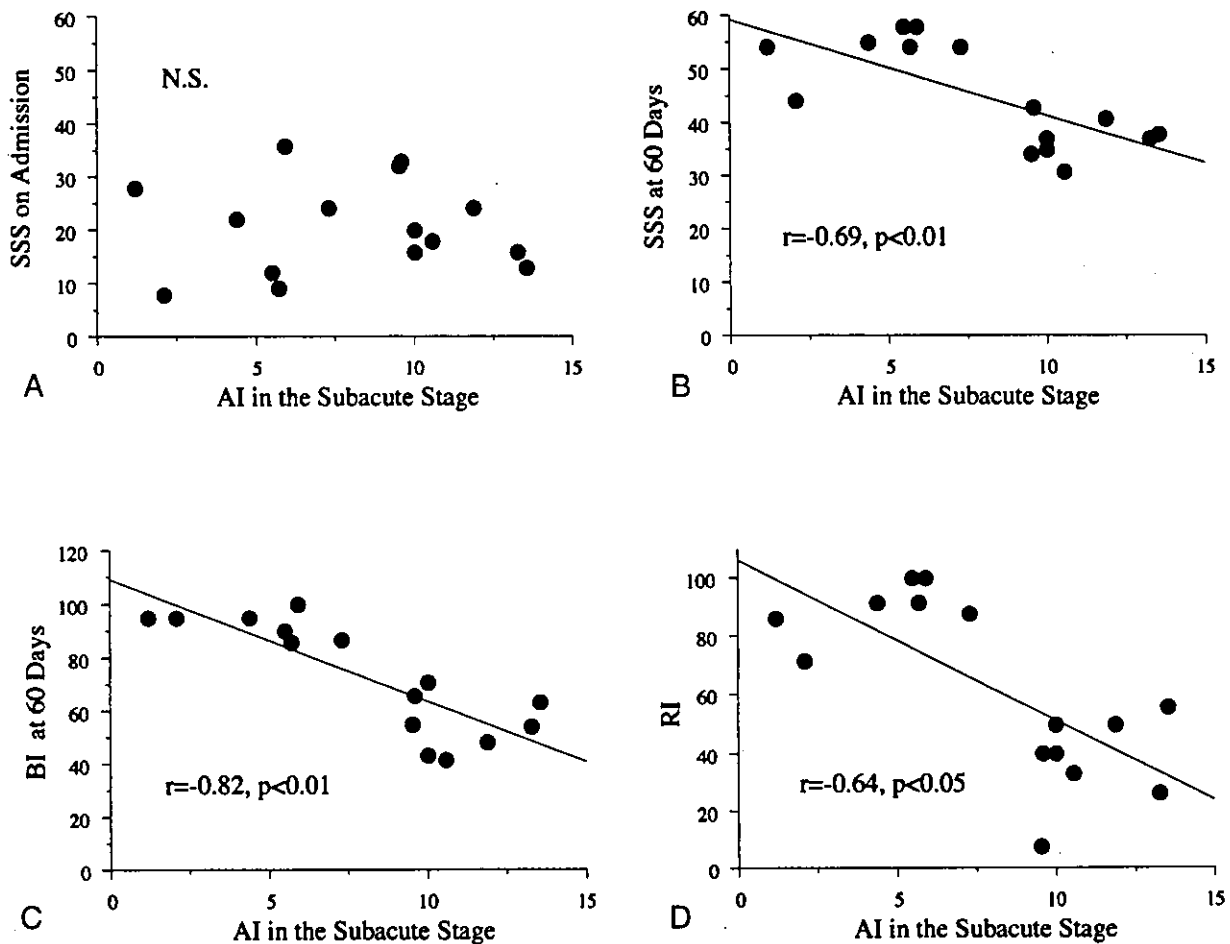 60
50
40
30
20
10
0
SSS on Admission
N.S.
0 5 10 15
AI in the Subacute Stage
A
60
50
40
30
20
10
0
SSS at 60 Days
r=-0.69, p<0.01
0 5 10 15
AI in the Subacute Stage
B
120
100
80
60
40
20
0
BI at 60 Days
r=-0.82, p<0.01
0 5 10 15
AI in the Subacute Stage
C
100
80
60
40
20
0
RI
r=-0.64, p<0.05
0 5 10 15
AI in the Subacute Stage
D